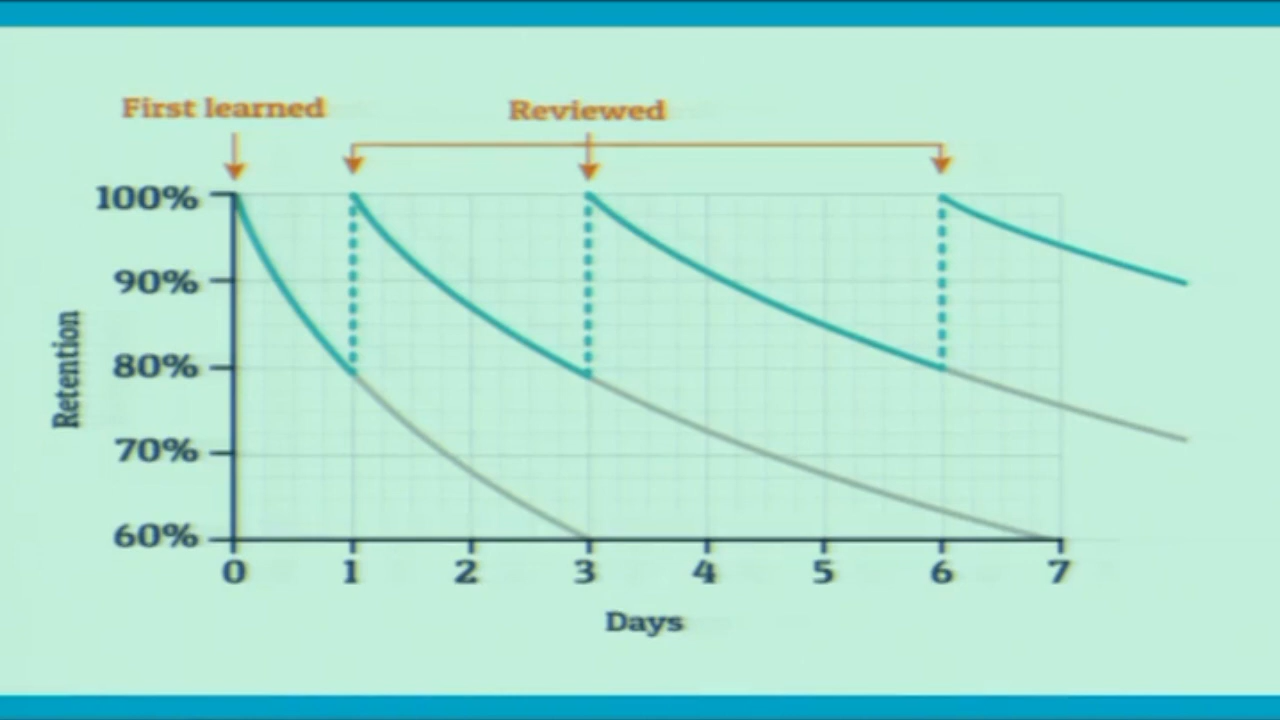 First learned
Reviewed
100%
90%
80%
70%
60%
Retention
0 1 2 3 4 5 6 7
Days